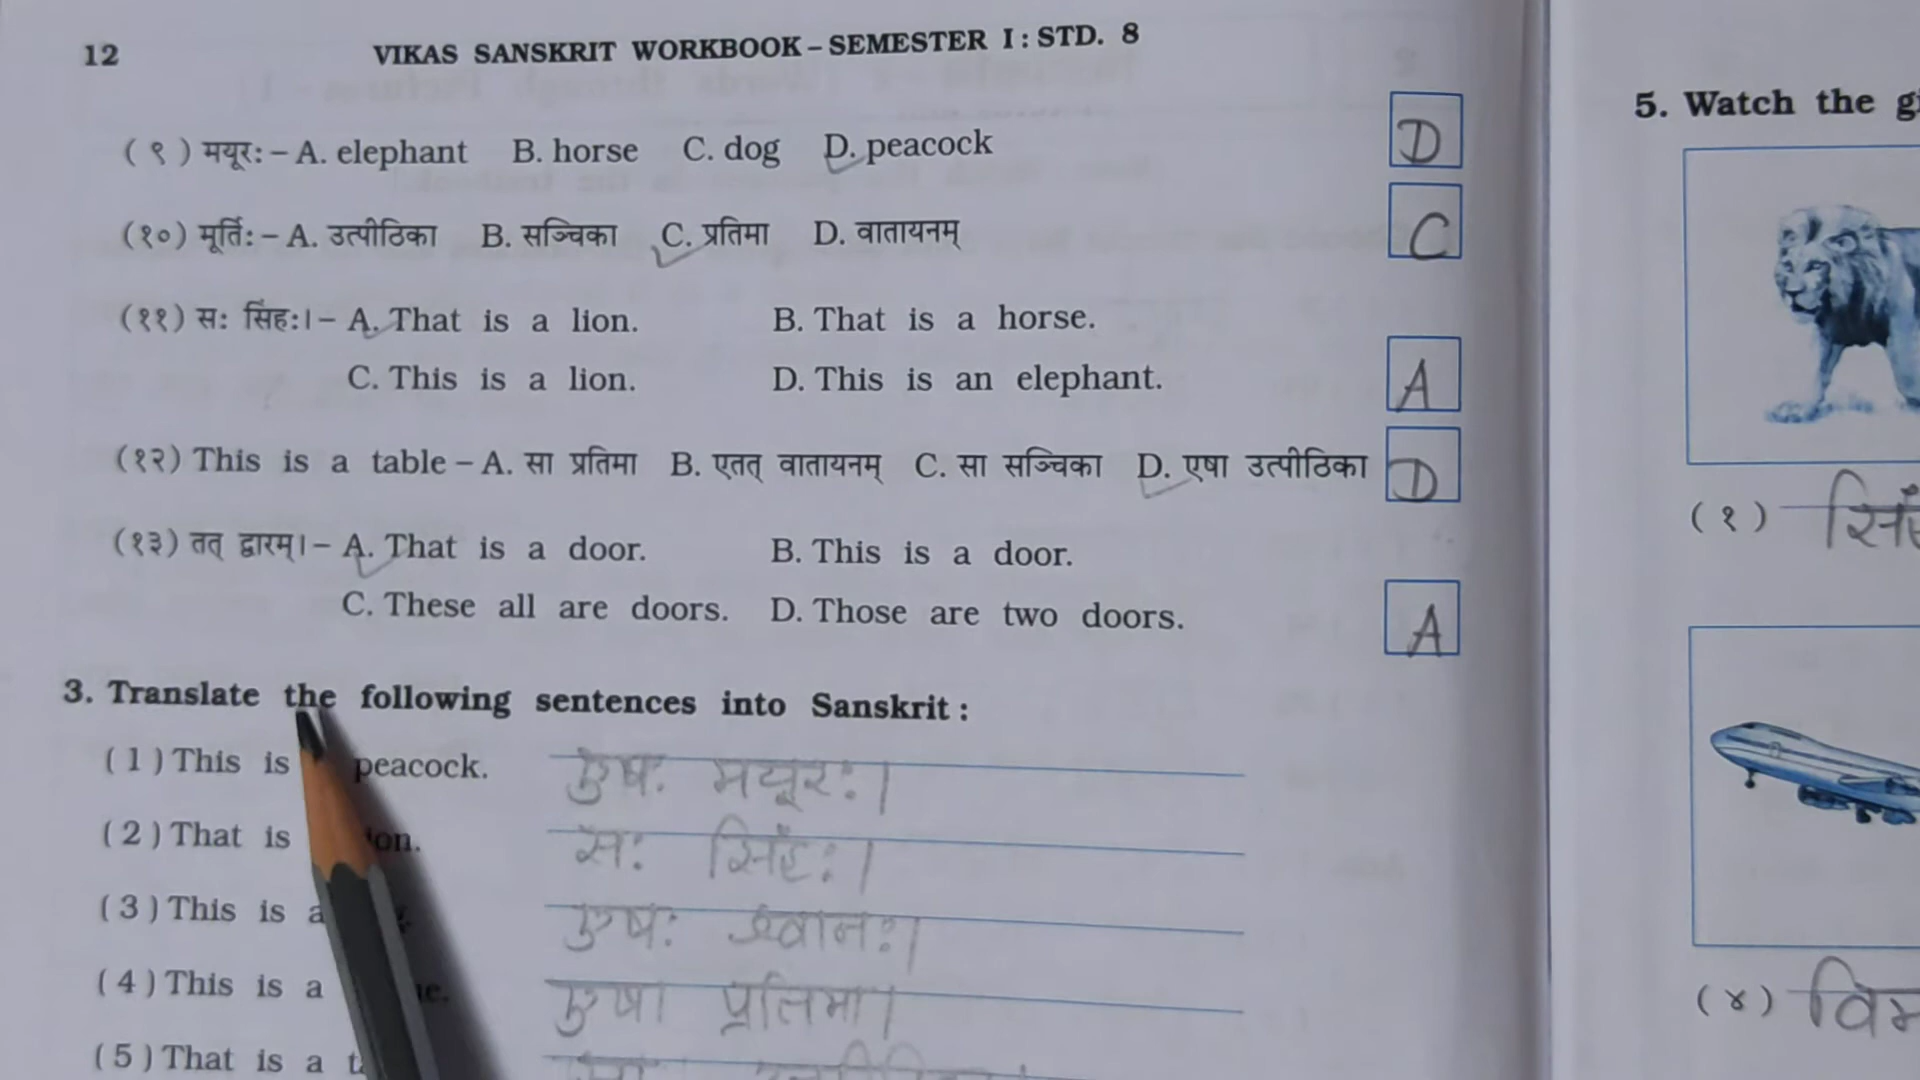 12 VIKAS SANSKRIT WORKBOOK – SEMESTER I : STD. 8
(९) मयूरः – A. elephant B. horse C. dog D. peacock D
(१०) मूर्तिः – A. उत्पीठिका B. सञ्चिका C. प्रतिमा D. वातायनम् C
(११) सः सिंहः। – A. That is a lion. B. That is a horse.
C. This is a lion. D. This is an elephant. A
(१२) This is a table – A. सा प्रतिमा B. एतत् वातायनम् C. सा सञ्चिका D. एषा उत्पीठिका D
(१३) तत् द्वारम्। – A. That is a door. B. This is a door.
C. These all are doors. D. Those are two doors. A
3. Translate the following sentences into Sanskrit :
(1) This is peacock. एषः मयूरः।
(2) That is सः सिंहः।
(3) This is a एषः श्वानः।
(4) This is a एषा प्रतिमा।
(5) That is a
5. Watch the
(१)
(४)